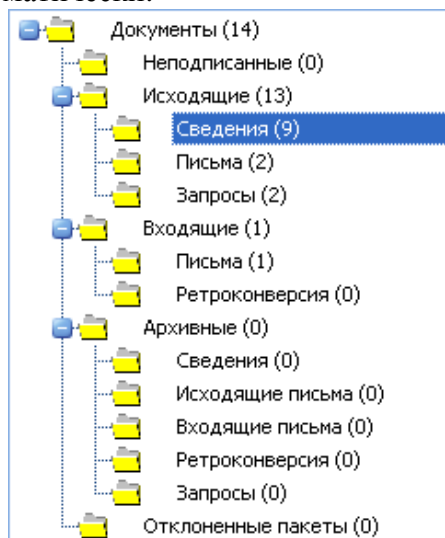 Документы (14)
Неподписанные (0)
Исходящие (13)
Сведения (9)
Письма (2)
Запросы (2)
Входящие (1)
Письма (1)
Ретроконверсия (0)
Архивные (0)
Сведения (0)
Исходящие письма (0)
Входящие письма (0)
Ретроконверсия (0)
Запросы (0)
Отклоненные пакеты (0)